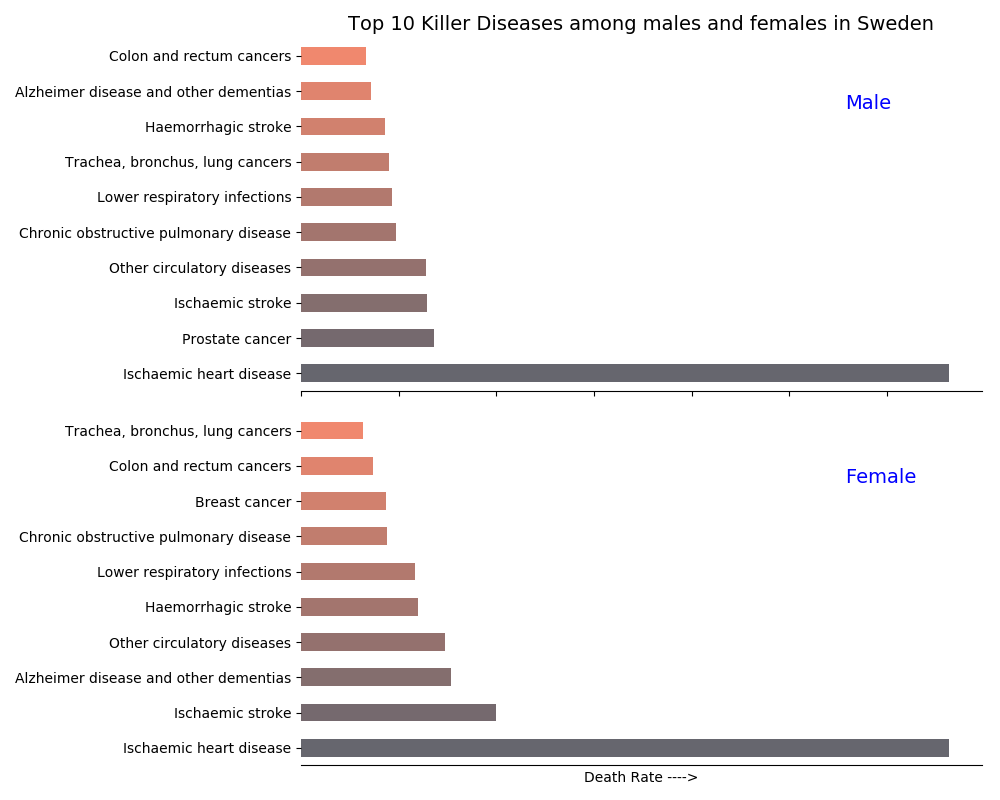 Top 10 Killer Diseases among males and females in Sweden
Colon and rectum cancers
Alzheimer disease and other dementias
Male
Haemorrhagic stroke
Trachea, bronchus, lung cancers
Lower respiratory infections
Chronic obstructive pulmonary disease
Other circulatory diseases
Ischaemic stroke
Prostate cancer
Ischaemic heart disease
Trachea, bronchus, lung cancers
Colon and rectum cancers
Female
Breast cancer
Chronic obstructive pulmonary disease
Lower respiratory infections
Haemorrhagic stroke
Other circulatory diseases
Alzheimer disease and other dementias
Ischaemic stroke
Ischaemic heart disease
Death Rate ---->